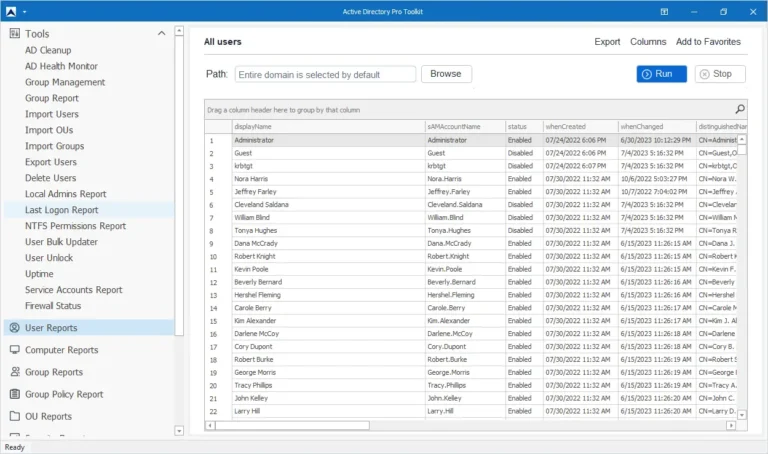 Active Directory Pro Toolkit
Tools
AD Cleanup
AD Health Monitor
Group Management
Group Report
Import Users
Import OUs
Import Groups
Export Users
Delete Users
Local Admins Report
Last Logon Report
NTFS Permissions Report
User Bulk Updater
User Unlock
Uptime
Service Accounts Report
Firewall Status
User Reports
Computer Reports
Group Reports
Group Policy Report
OU Reports
Ready
All users Export Columns Add to Favorites
Path: Entire domain is selected by default Browse Run Stop
Drag a column header here to group by that column
displayName sAMAccountName status whenCreated whenChanged distinguishedNar
1 Administrator Administrator Enabled 07/24/2022 6:06 PM 6/30/2023 10:12:29 PM CN=Administ
2 Guest Guest Disabled 07/24/2022 6:06 PM 7/4/2023 5:16:32 PM CN=Guest,O
3 krbtgt krbtgt Disabled 07/24/2022 6:07 PM 7/4/2023 5:16:32 PM CN=krbtgt,C
4 Nora Harris Nora.Harris Enabled 07/30/2022 11:32 AM 10/6/2022 5:03:27 PM CN=Nora W.
5 Jeffrey Farley Jeffrey.Farley Enabled 07/30/2022 11:32 AM 10/7/2022 7:04:02 PM CN=Jeffrey
6 Cleveland Saldana Cleveland.Saldana Disabled 07/30/2022 11:32 AM 7/4/2023 5:16:32 PM CN=Clevelan
7 William Blind William.Blind Disabled 07/30/2022 11:32 AM 7/4/2023 5:16:32 PM CN=William M
8 Tonya Hughes Tonya.Hughes Disabled 07/30/2022 11:32 AM 7/4/2023 5:16:32 PM CN=Tonya R
9 Dana McCrady Dana.McCrady Enabled 07/30/2022 11:32 AM 6/15/2023 11:26:15 AM CN=Dana J.
10 Robert Knight Robert.Knight Enabled 07/30/2022 11:32 AM 6/15/2023 11:26:15 AM CN=Robert K
11 Kevin Poole Kevin.Poole Enabled 07/30/2022 11:32 AM 6/15/2023 11:26:15 AM CN=Kevin F.
12 Beverly Bernard Beverly.Bernard Enabled 07/30/2022 11:32 AM 6/15/2023 11:26:16 AM CN=Beverly
13 Hershel Fleming Hershel.Fleming Enabled 07/30/2022 11:32 AM 6/15/2023 11:26:16 AM CN=Hershel
14 Carole Berry Carole.Berry Enabled 07/30/2022 11:32 AM 6/15/2023 11:26:17 AM CN=Carole M
15 Kim Alexander Kim.Alexander Enabled 07/30/2022 11:32 AM 6/15/2023 11:26:17 AM CN=Kim J. Al
16 Darlene McCoy Darlene.McCoy Enabled 07/30/2022 11:32 AM 6/15/2023 11:26:18 AM CN=Darlene
17 Cory Dupont Cory.Dupont Enabled 07/30/2022 11:32 AM 6/15/2023 11:26:18 AM CN=Cory B.
18 Robert Burke Robert.Burke Enabled 07/30/2022 11:32 AM 6/15/2023 11:26:19 AM CN=Robert S
19 George Morris George.Morris Enabled 07/30/2022 11:32 AM 6/15/2023 11:26:19 AM CN=George
20 Tracy Phillips Tracy.Phillips Enabled 07/30/2022 11:32 AM 6/15/2023 11:26:19 AM CN=Tracy A.
21 John Kelley John.Kelley Enabled 07/30/2022 11:32 AM 6/15/2023 11:26:20 AM CN=John C.
22 Larry Hill Larry.Hill Enabled 07/30/2022 11:32 AM 6/15/2023 11:26:20 AM CN=Larry D.